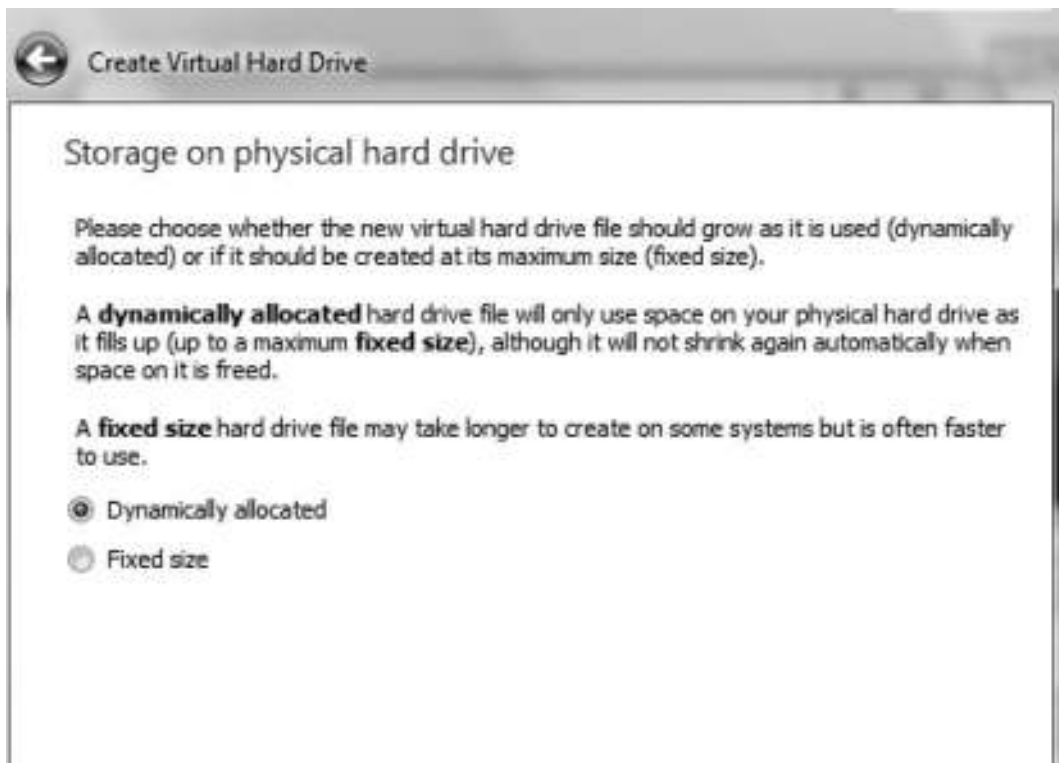 Create Virtual Hard Drive
Storage on physical hard drive
Please choose whether the new virtual hard drive file should grow as it is used (dynamically
allocated) or if it should be created at its maximum size (fixed size).
A dynamically allocated hard drive file will only use space on your physical hard drive as
it fills up (up to a maximum fixed size), although it will not shrink again automatically when
space on it is freed.
A fixed size hard drive file may take longer to create on some systems but is often faster
to use.
Dynamically allocated
Fixed size